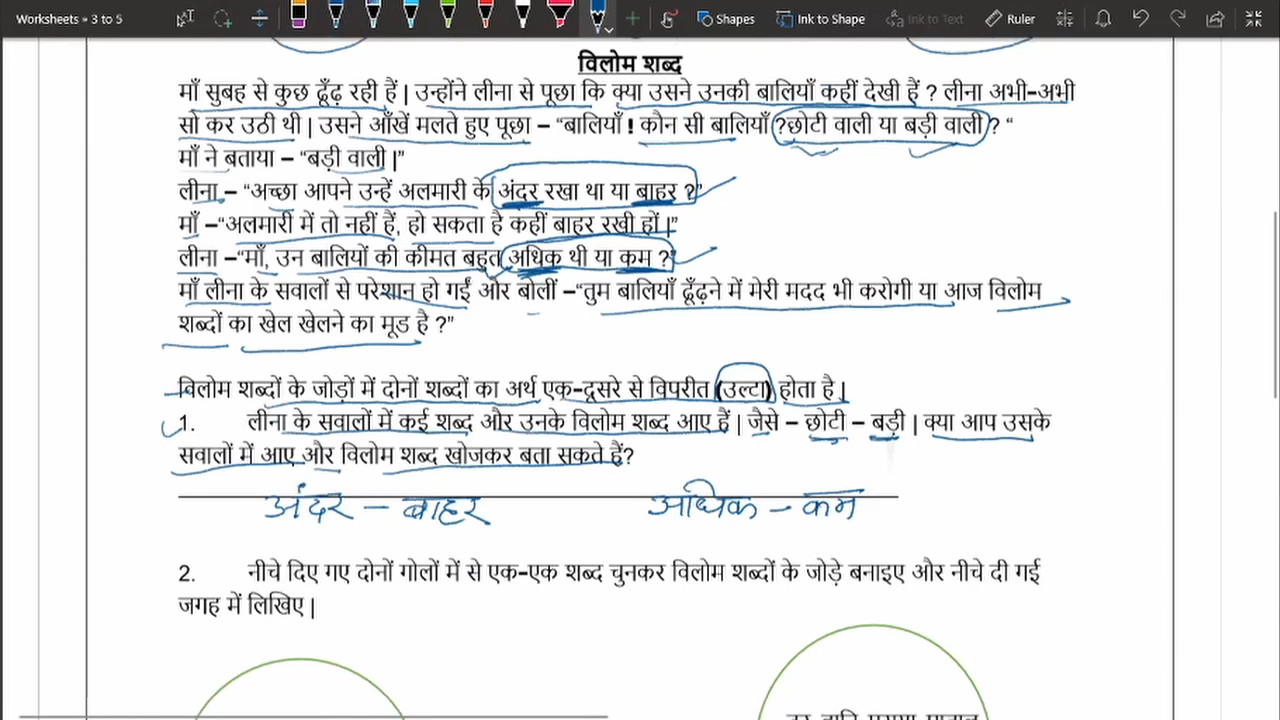 Worksheets = 3 to 5
Shapes
Ink to Shape
Ink to Text
Ruler
विलोम शब्द
माँ सुबह से कुछ ढूँढ़ रही हैं | उन्होंने लीना से पूछा कि क्या उसने उनकी बालियाँ कहीं देखी हैं ? लीना अभी-अभी
सो कर उठी थी | उसने आँखें मलते हुए पूछा – “बालियाँ ! कौन सी बालियाँ ?छोटी वाली या बड़ी वाली ? “
माँ ने बताया – “बड़ी वाली |”
लीना – “अच्छा आपने उन्हें अलमारी के अंदर रखा था या बाहर ?”
माँ –“अलमारी में तो नहीं हैं, हो सकता है कहीं बाहर रखी हों |”
लीना –“माँ, उन बालियों की कीमत बहुत अधिक थी या कम ?”
माँ लीना के सवालों से परेशान हो गईं और बोलीं –“तुम बालियाँ ढूँढ़ने में मेरी मदद भी करोगी या आज विलोम
शब्दों का खेल खेलने का मूड है ?”
विलोम शब्दों के जोड़ों में दोनों शब्दों का अर्थ एक-दूसरे से विपरीत (उल्टा) होता है |
1. लीना के सवालों में कई शब्द और उनके विलोम शब्द आए हैं | जैसे – छोटी – बड़ी | क्या आप उसके
सवालों में आए और विलोम शब्द खोजकर बता सकते हैं?
अंदर – बाहर अधिक – कम
2. नीचे दिए गए दोनों गोलों में से एक-एक शब्द चुनकर विलोम शब्दों के जोड़े बनाइए और नीचे दी गई
जगह में लिखिए |